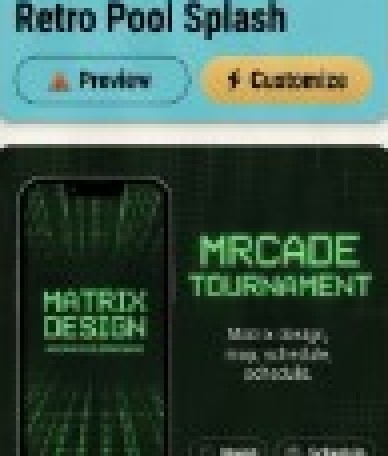 Retro Pool Splash
Preview
Customize
MATRIX
DESIGN
MRCADE
TOURNAMENT
Matrix design,
map, schedule,
schedule.